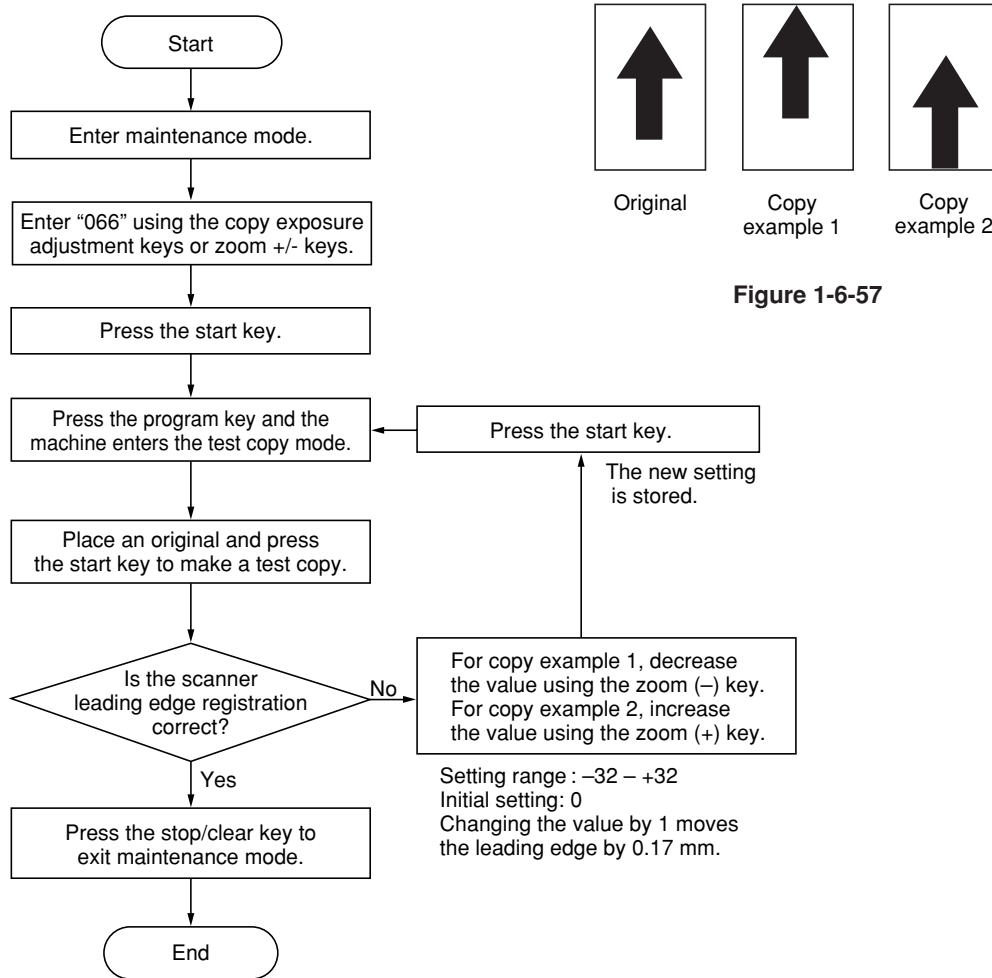 Start
Enter maintenance mode.
Enter “066” using the copy exposure
adjustment keys or zoom +/- keys.
Press the start key.
Press the program key and the
machine enters the test copy mode.
Place an original and press
the start key to make a test copy.
Is the scanner
leading edge registration
correct?
No
Yes
Press the stop/clear key to
exit maintenance mode.
End
Press the start key.
The new setting
is stored.
For copy example 1, decrease
the value using the zoom (–) key.
For copy example 2, increase
the value using the zoom (+) key.
Setting range : –32 – +32
Initial setting: 0
Changing the value by 1 moves
the leading edge by 0.17 mm.
Original
Copy
example 1
Copy
example 2
Figure 1-6-57